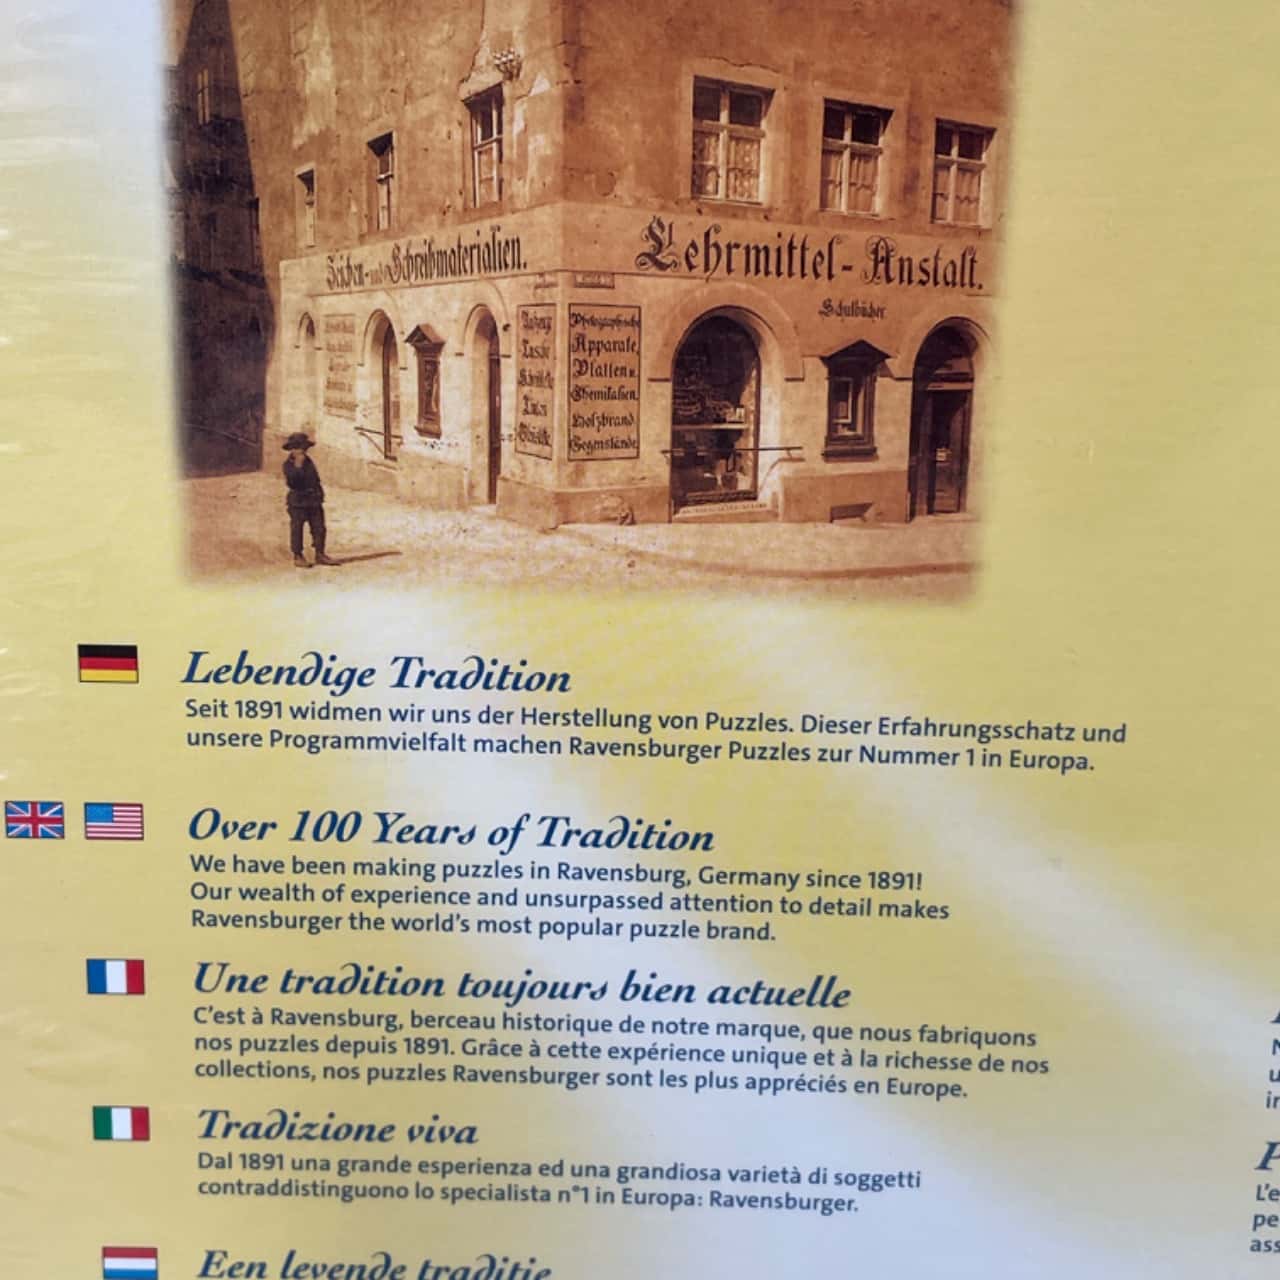 Zeichen- und Schreibmaterialien.
Lehrmittel-Anstalt.
Schulbücher
Photographische
Apparate,
Platten u.
Chemikalien.
Holzbrand
Gegenstände
Lebendige Tradition
Seit 1891 widmen wir uns der Herstellung von Puzzles. Dieser Erfahrungsschatz und
unsere Programmvielfalt machen Ravensburger Puzzles zur Nummer 1 in Europa.
Over 100 Years of Tradition
We have been making puzzles in Ravensburg, Germany since 1891!
Our wealth of experience and unsurpassed attention to detail makes
Ravensburger the world's most popular puzzle brand.
Une tradition toujours bien actuelle
C'est à Ravensburg, berceau historique de notre marque, que nous fabriquons
nos puzzles depuis 1891. Grâce à cette expérience unique et à la richesse de nos
collections, nos puzzles Ravensburger sont les plus appréciés en Europe.
Tradizione viva
Dal 1891 una grande esperienza ed una grandiosa varietà di soggetti
contraddistinguono lo specialista n°1 in Europa: Ravensburger.
Een levende traditie
L'e
pe
ass